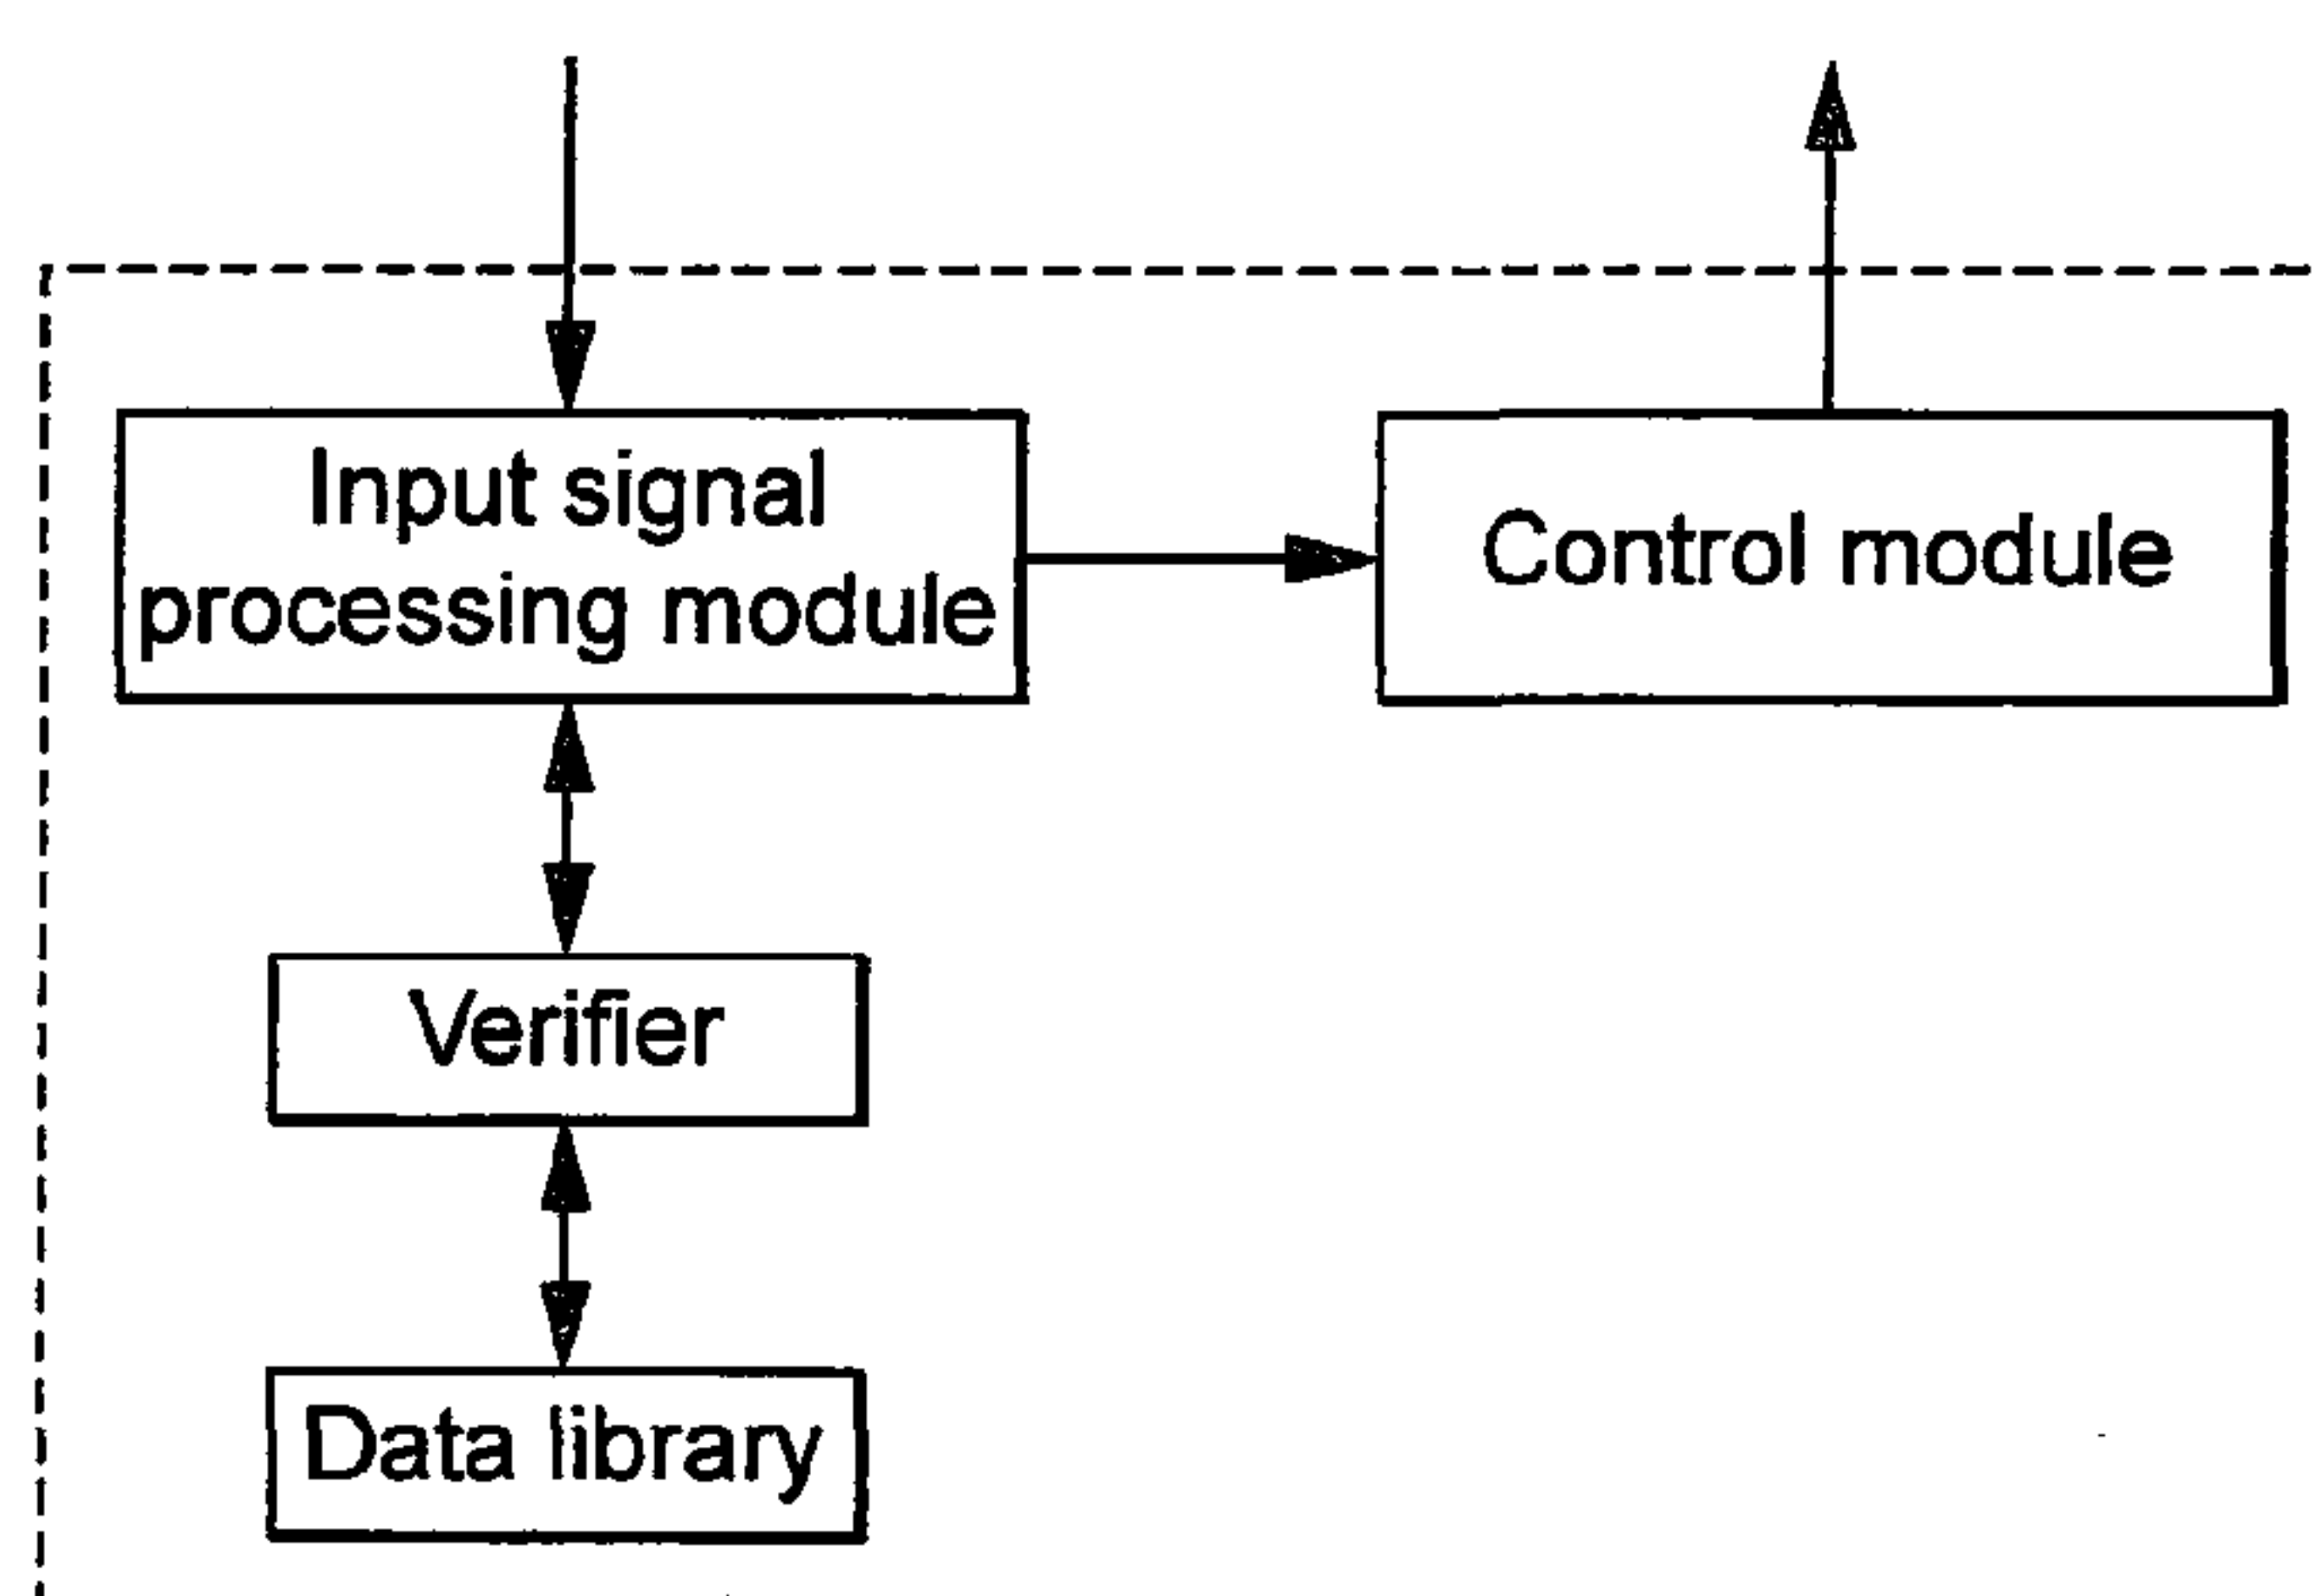 Input signal
processing module
Control module
Verifier
Data library